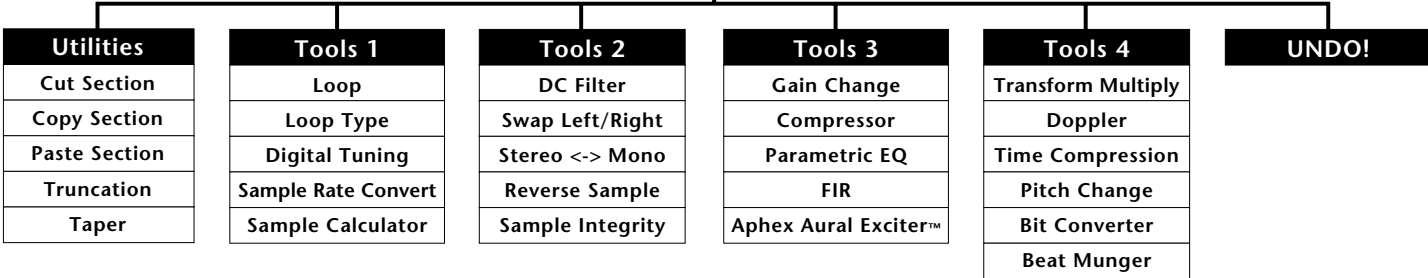 Utilities
Cut Section
Copy Section
Paste Section
Truncation
Taper
Tools 1
Loop
Loop Type
Digital Tuning
Sample Rate Convert
Sample Calculator
Tools 2
DC Filter
Swap Left/Right
Stereo <-> Mono
Reverse Sample
Sample Integrity
Tools 3
Gain Change
Compressor
Parametric EQ
FIR
Aphex Aural Exciter™
Tools 4
Transform Multiply
Doppler
Time Compression
Pitch Change
Bit Converter
Beat Munger
UNDO!